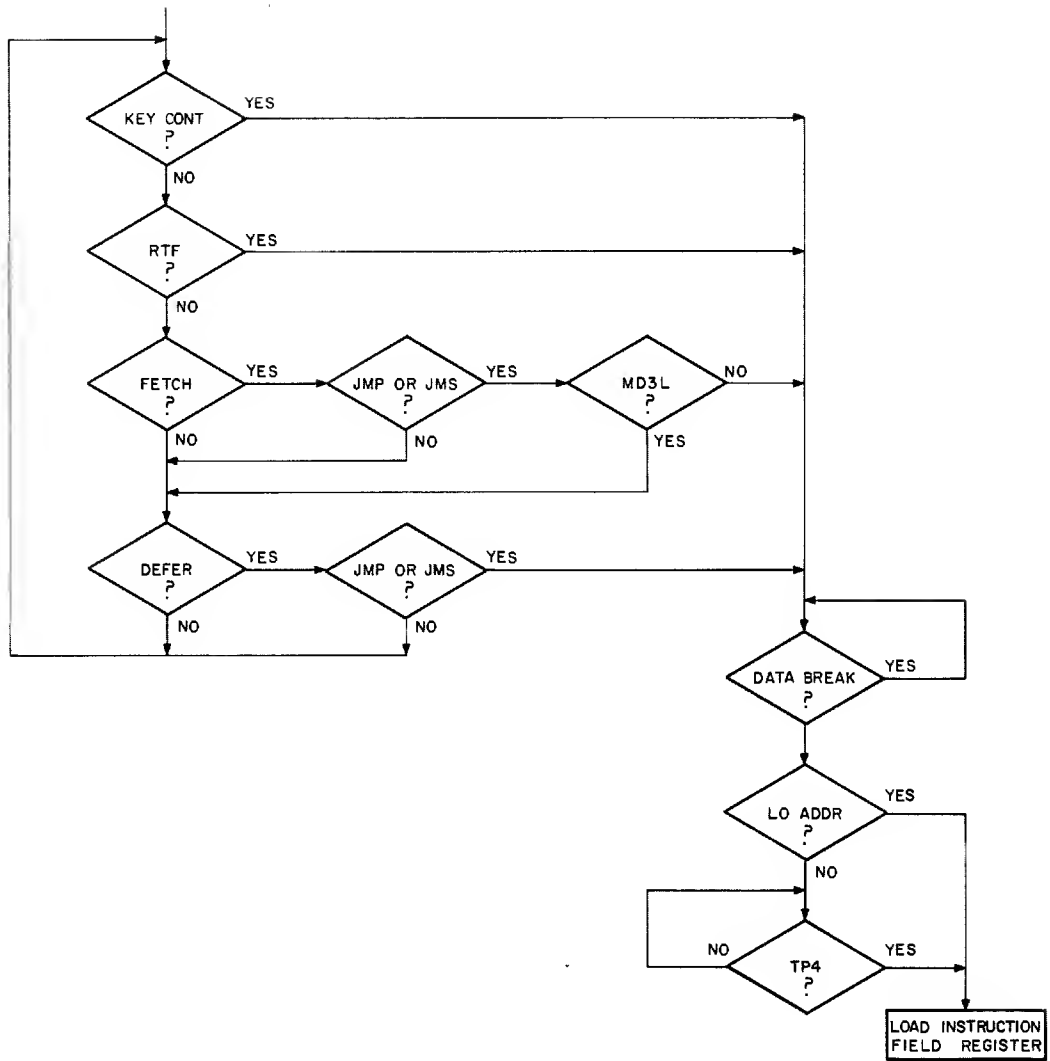 KEY CONT
?
YES
NO
RTF
?
YES
NO
FETCH
?
YES
NO
JMP OR JMS
?
YES
NO
MD3L
?
NO
YES
DEFER
?
YES
NO
JMP OR JMS
?
YES
NO
DATA BREAK
?
YES
LO ADDR
?
YES
NO
TP4
?
NO
YES
LOAD INSTRUCTION
FIELD REGISTER